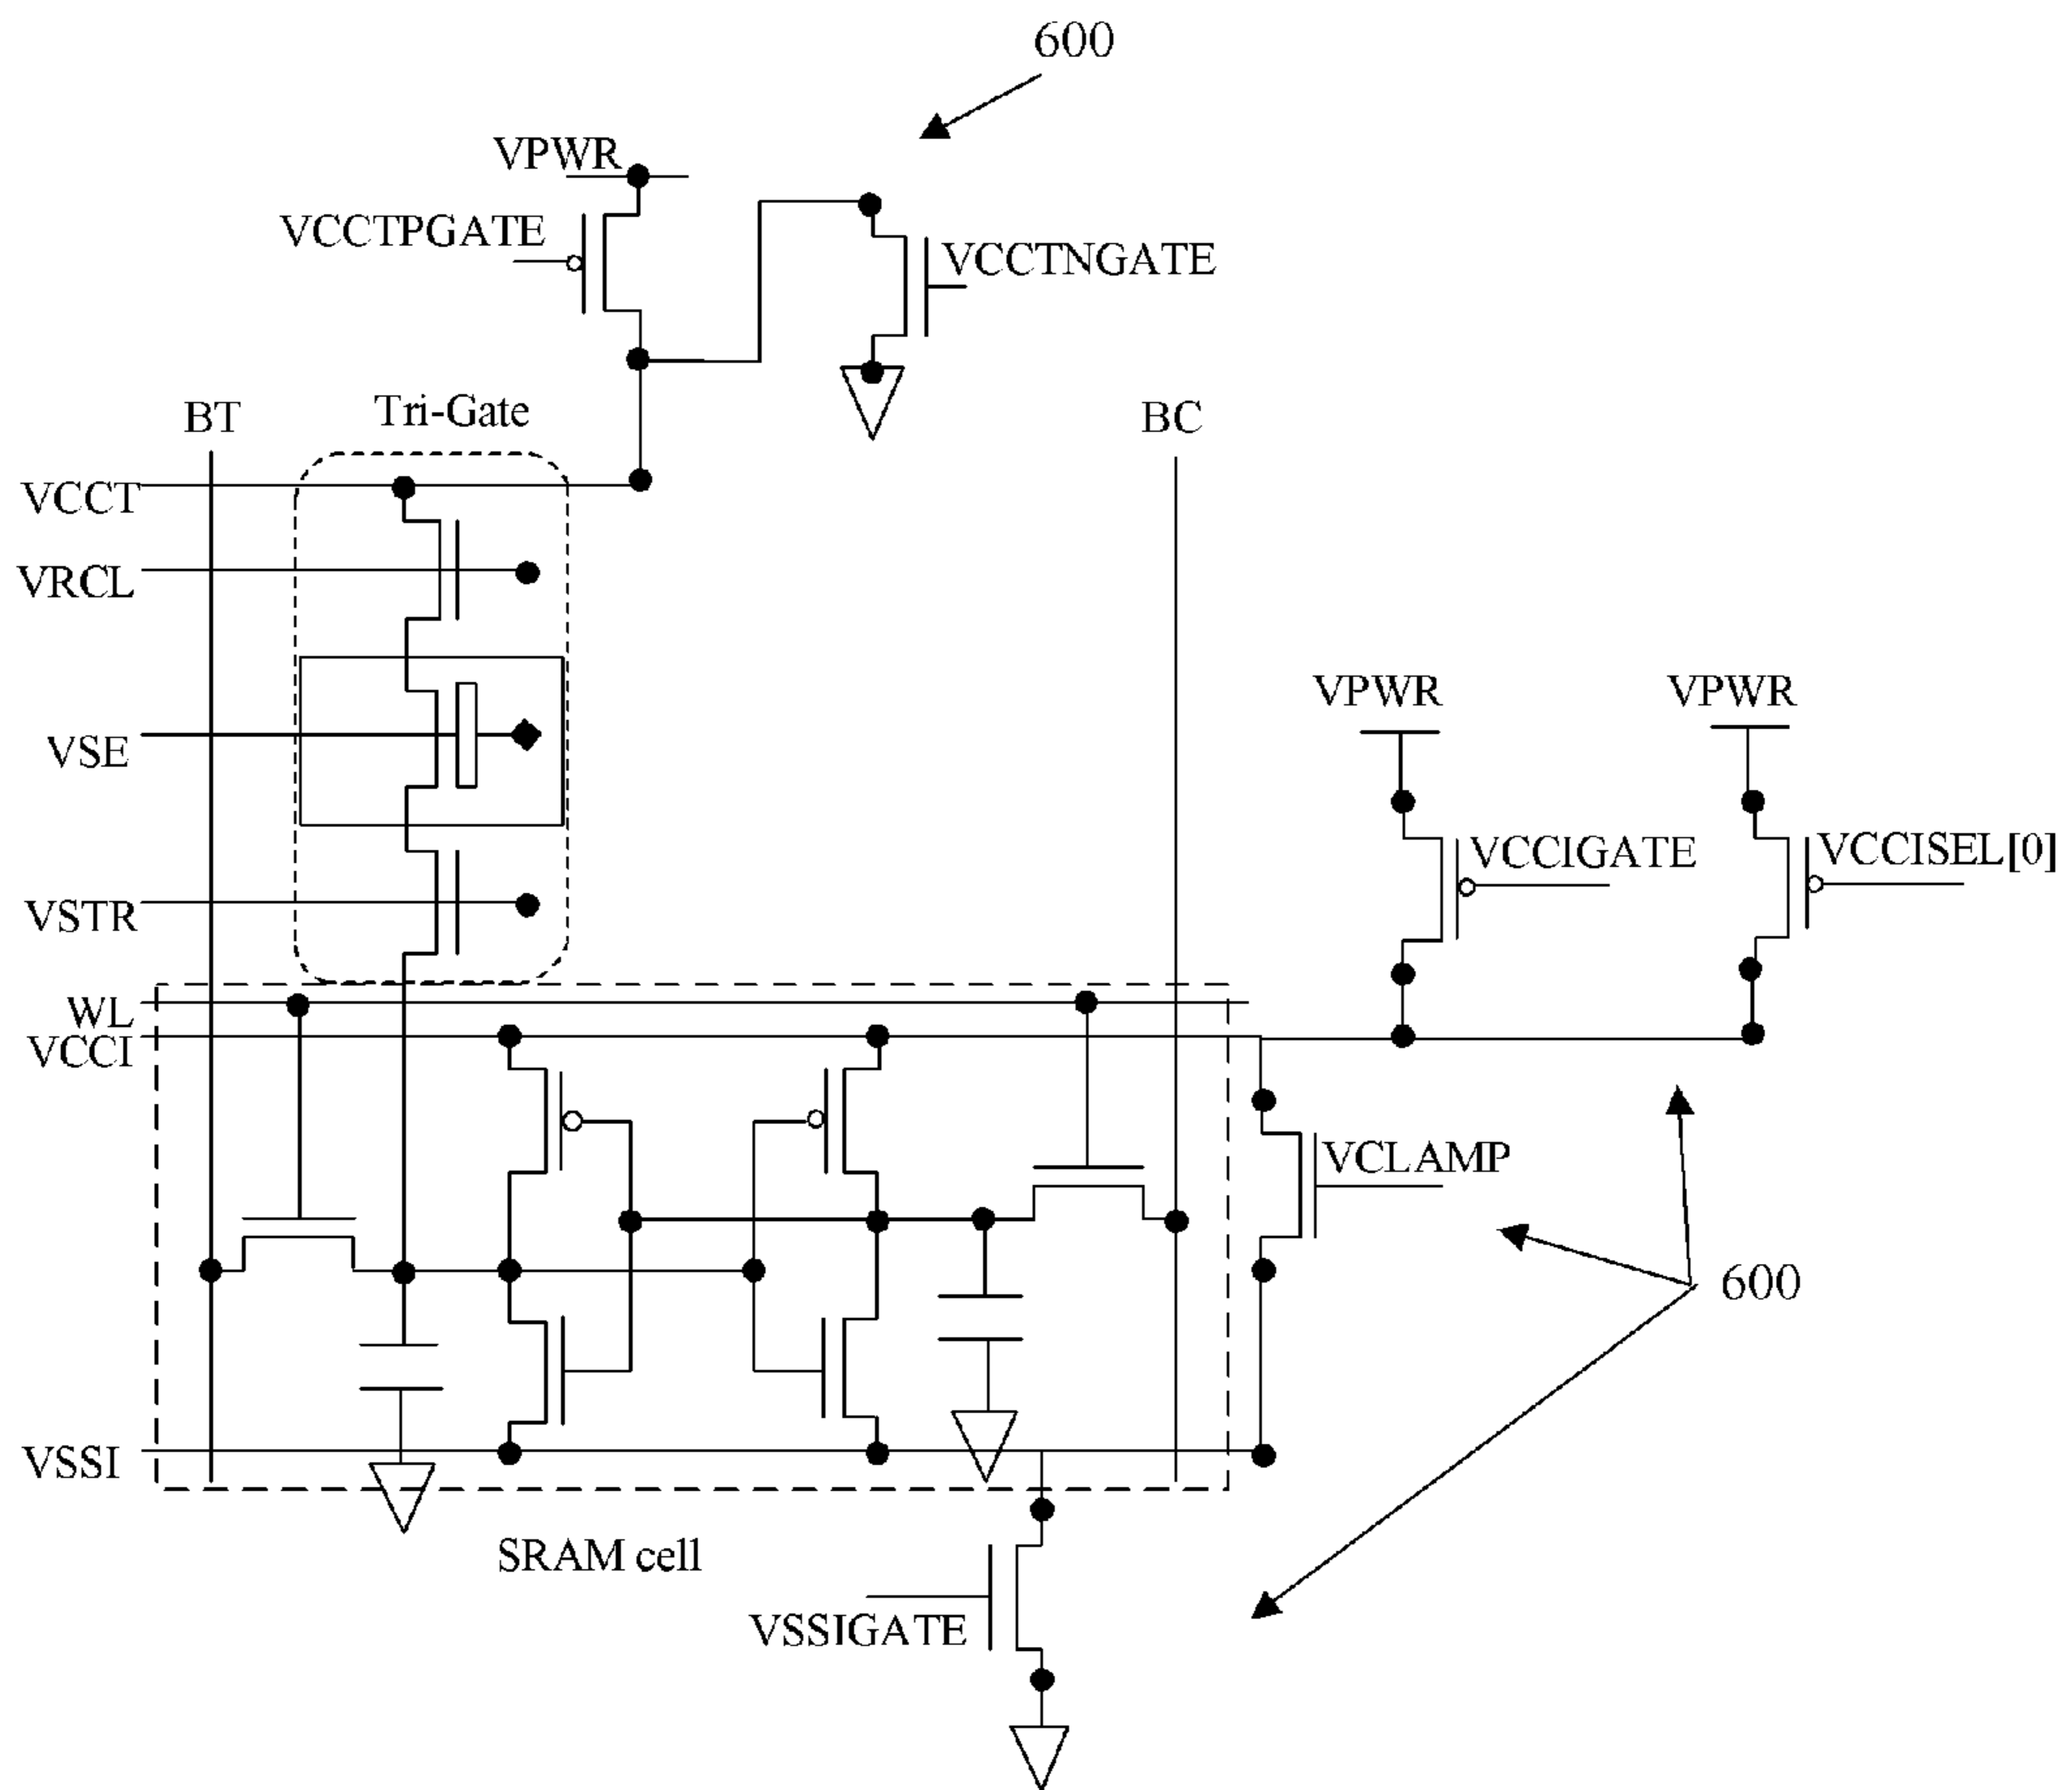 600
VPWR
VCCTPGATE
VCCTNGATE
BT
Tri-Gate
BC
VCCT
VRCL
VPWR
VPWR
VSE
VCCIGATE
VCCISEL[0]
VSTR
WL
VCCI
VCLAMP
600
VSSI
SRAM cell
VSSIGATE